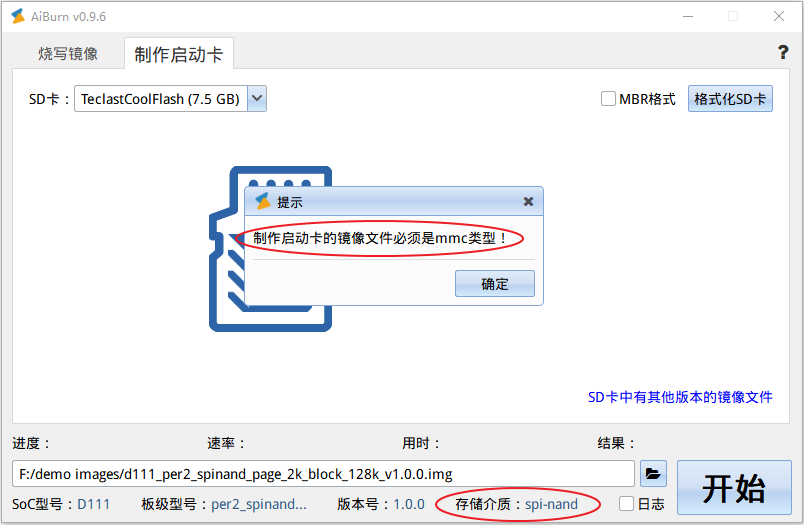 AiBurn v0.9.6
烧写镜像 制作启动卡 ?
SD卡： TeclastCoolFlash (7.5 GB) MBR格式 格式化SD卡
提示
制作启动卡的镜像文件必须是mmc类型！
确定
SD卡中有其他版本的镜像文件
进度： 速率： 用时： 结果：
F:/demo images/d111_per2_spinand_page_2k_block_128k_v1.0.0.img
开始
SoC型号：D111 板级型号：per2_spinand... 版本号：1.0.0 存储介质：spi-nand 日志